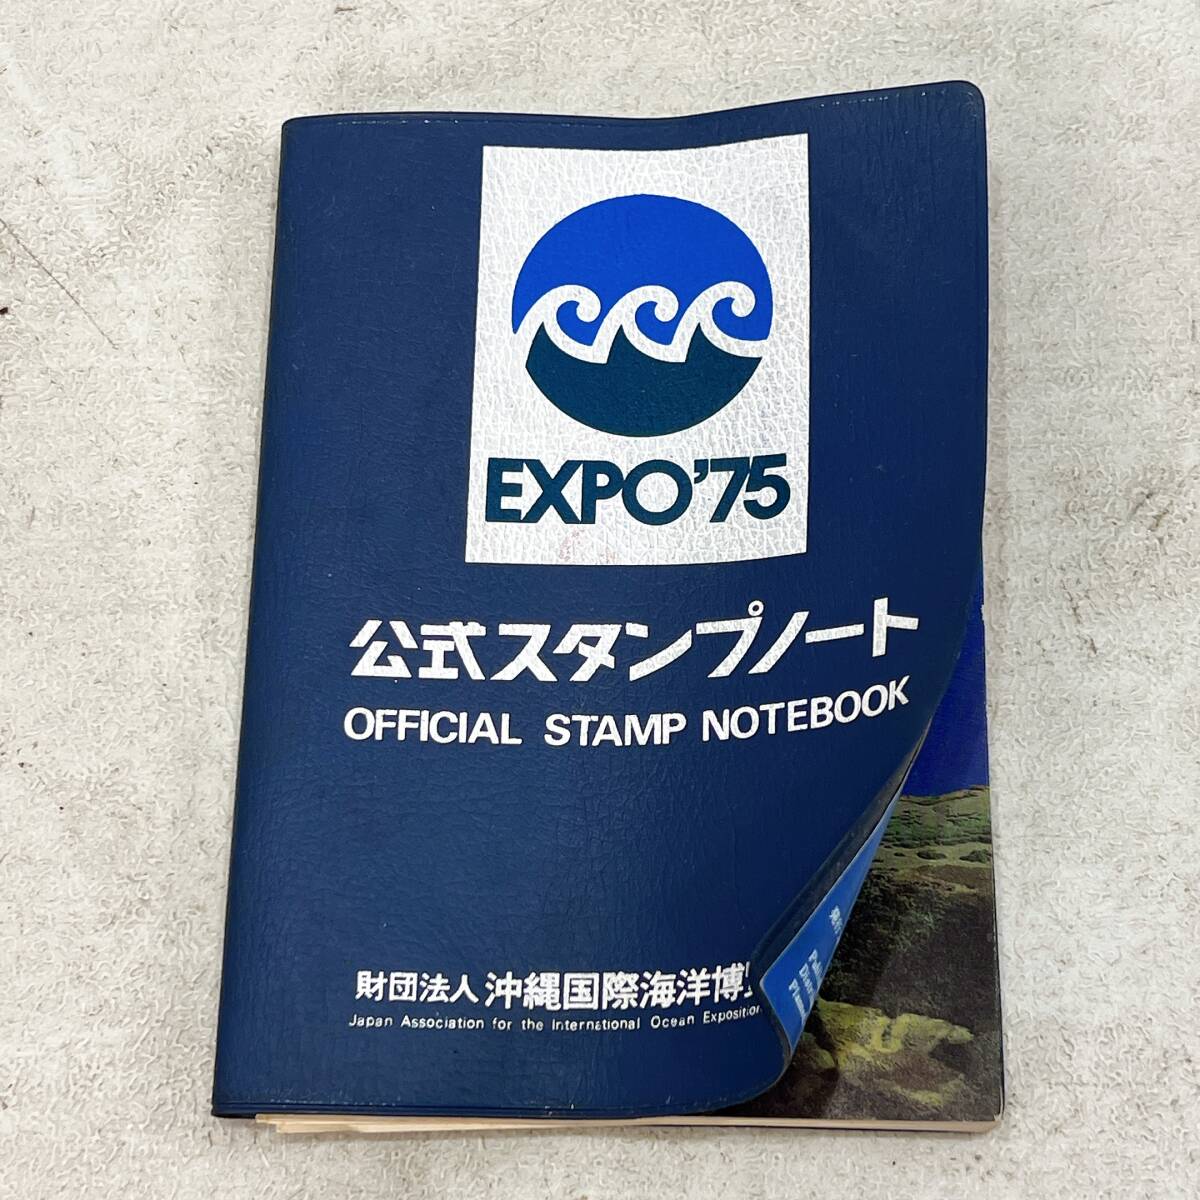 EXPO'75
公式スタンプノート
OFFICIAL STAMP NOTEBOOK
財団法人 沖縄国際海洋博
Japan Association for the International Ocean Exposition